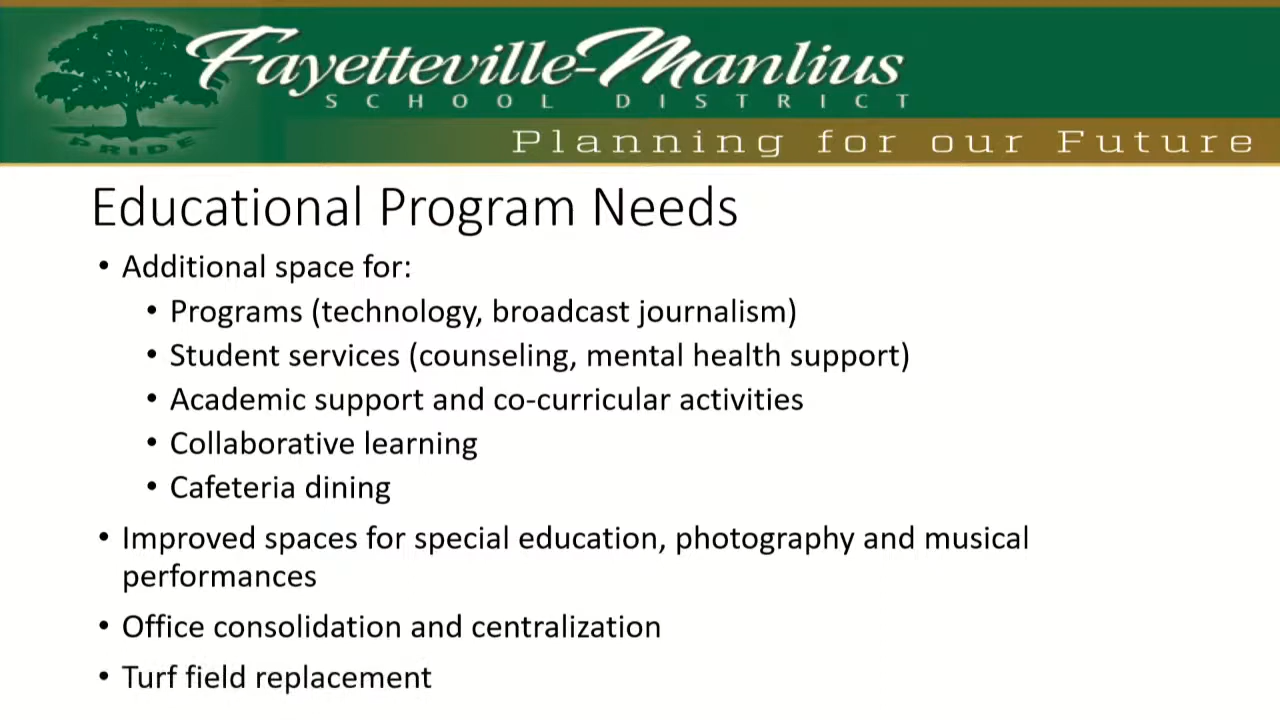 Fayetteville-Manlius
SCHOOL DISTRICT
PRIDE
Planning for our Future
Educational Program Needs
• Additional space for:
• Programs (technology, broadcast journalism)
• Student services (counseling, mental health support)
• Academic support and co-curricular activities
• Collaborative learning
• Cafeteria dining
• Improved spaces for special education, photography and musical
performances
• Office consolidation and centralization
• Turf field replacement